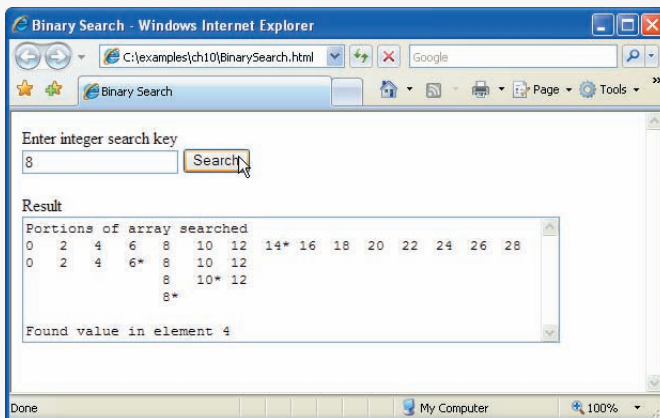 Binary Search - Windows Internet Explorer
C:\examples\ch10\BinarySearch.html
Google
Binary Search
Page
Tools
»
Enter integer search key
8
Search
Result
Portions of array searched
0 2 4 6 8 10 12 14* 16 18 20 22 24 26 28
0 2 4 6* 8 10 12
8 10* 12
8*
Found value in element 4
Done
My Computer
100%